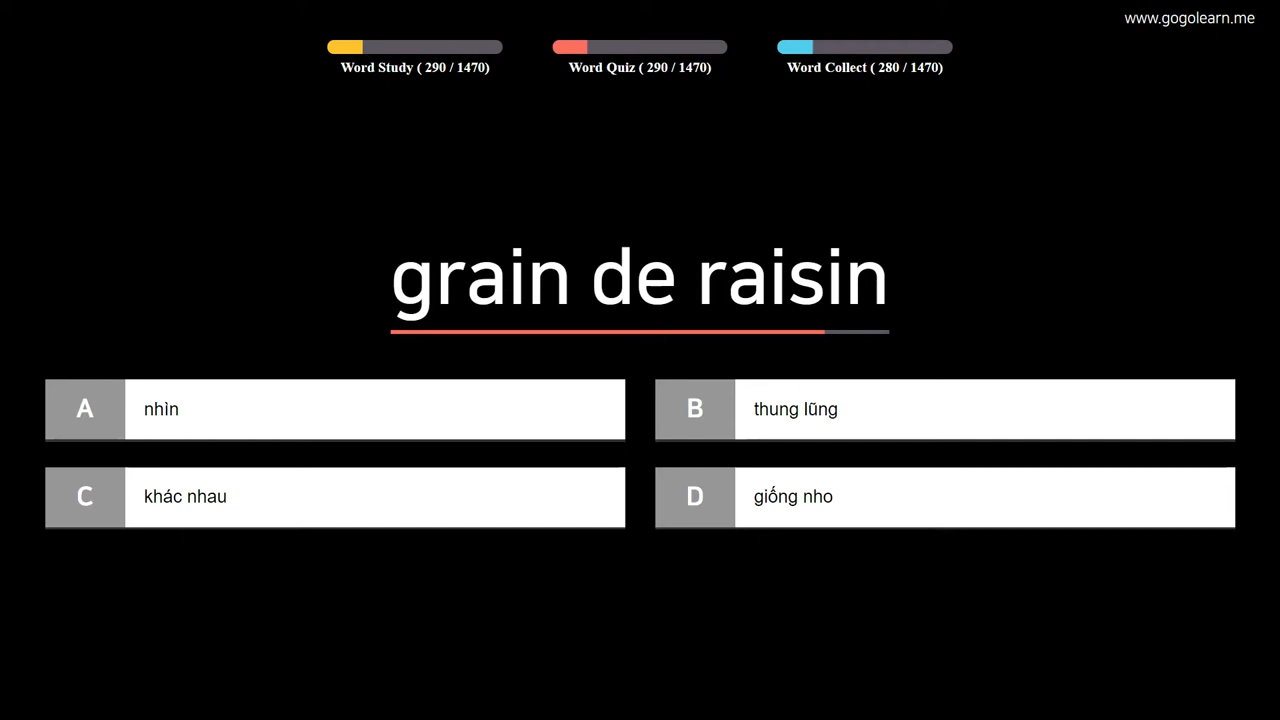 www.gogolearn.me
Word Study ( 290 / 1470)
Word Quiz ( 290 / 1470)
Word Collect ( 280 / 1470)
grain de raisin
A nhìn
B thung lũng
C khác nhau
D giống nho